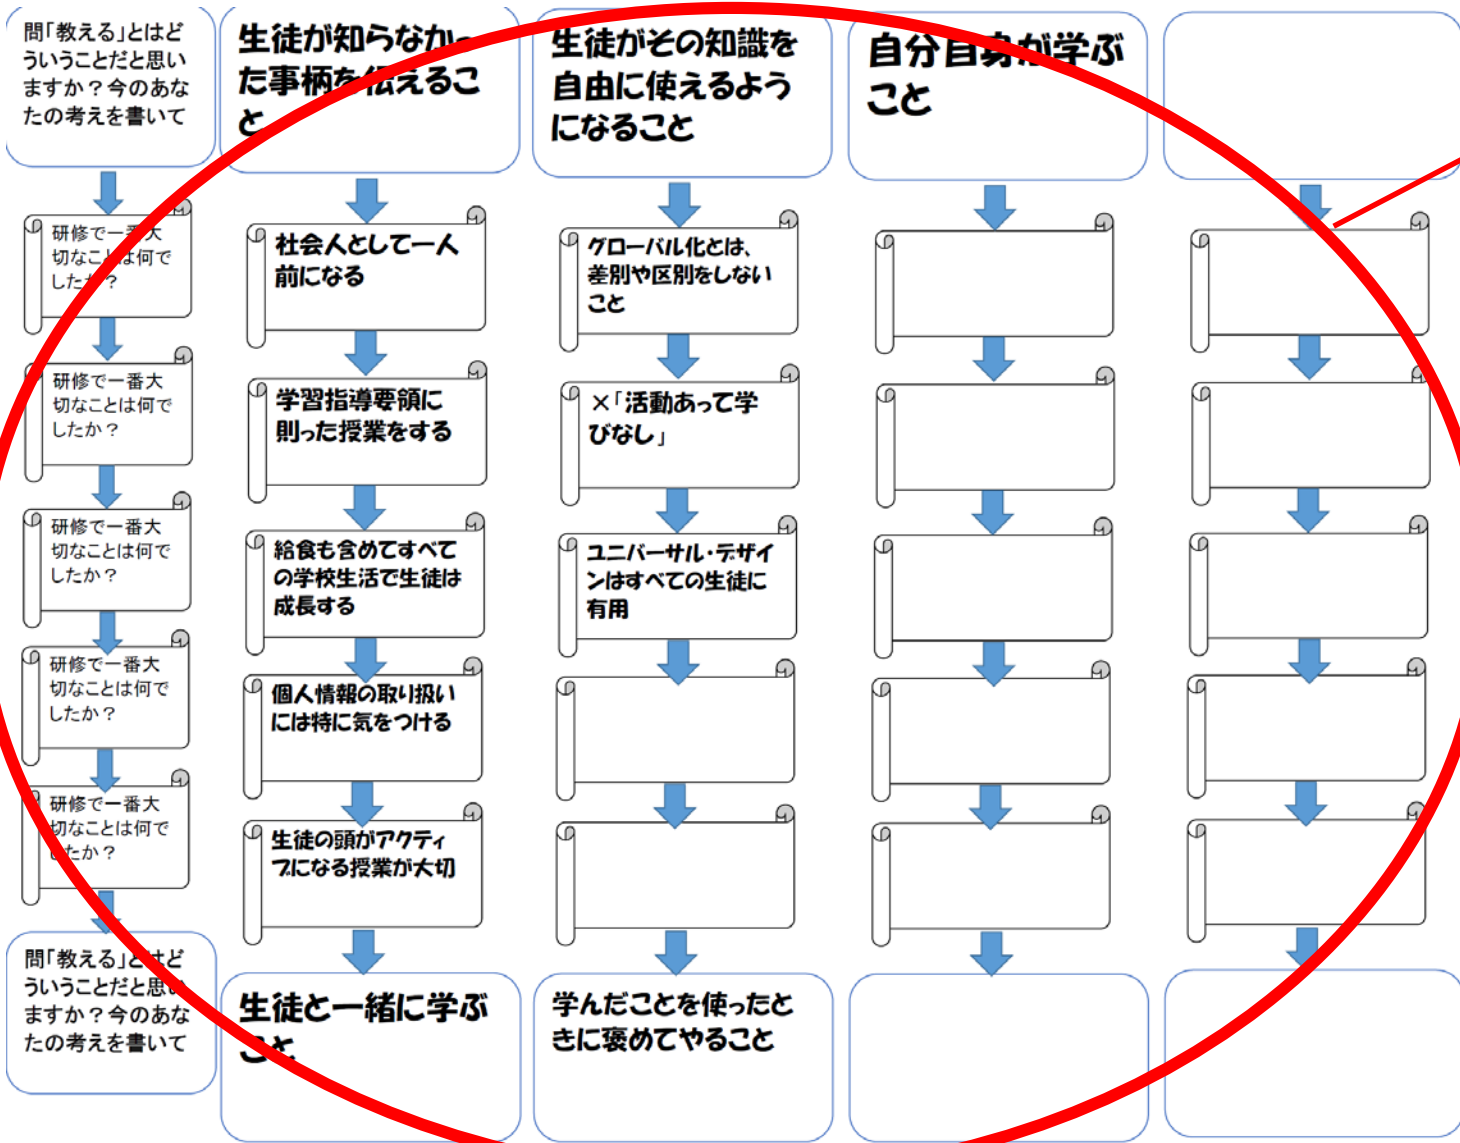 問「教える」とはど
ういうことだと思い
ますか？今のあな
たの考えを書いて
研修で一番大
切なことは何で
したか？
研修で一番大
切なことは何で
したか？
研修で一番大
切なことは何で
したか？
研修で一番大
切なことは何で
したか？
研修で一番大
切なことは何で
したか？
問「教える」とはど
ういうことだと思い
ますか？今のあな
たの考えを書いて
生徒が知らなかっ
た事柄を伝えるこ
と
社会人として一人
前になる
学習指導要領に
則った授業をする
給食も含めてすべて
の学校生活で生徒は
成長する
個人情報の取り扱い
には特に気をつける
生徒の頭がアクティ
ブになる授業が大切
生徒と一緒に学ぶ
こと
生徒がその知識を
自由に使えるよう
になること
グローバル化とは、
差別や区別をしない
こと
×「活動あって学
びなし」
ユニバーサル・デザイ
ンはすべての生徒に
有用
学んだことを使ったと
きに褒めてやること
自分自身が学ぶ
こと